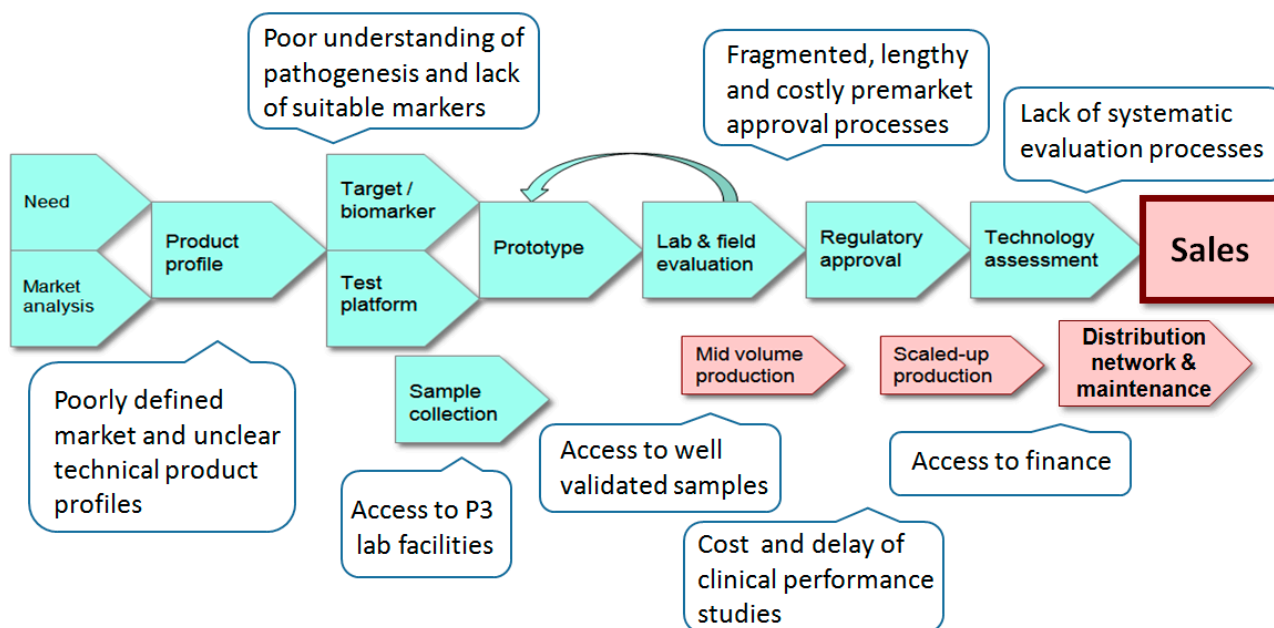 Poor understanding of
pathogenesis and lack
of suitable markers
Fragmented, lengthy
and costly premarket
approval processes
Lack of systematic
evaluation processes
Need
Market
analysis
Product
profile
Target /
biomarker
Test
platform
Prototype
Lab & field
evaluation
Regulatory
approval
Technology
assessment
Sales
Sample
collection
Mid volume
production
Scaled-up
production
Distribution
network &
maintenance
Poorly defined
market and unclear
technical product
profiles
Access to P3
lab facilities
Access to well
validated samples
Cost and delay of
clinical performance
studies
Access to finance